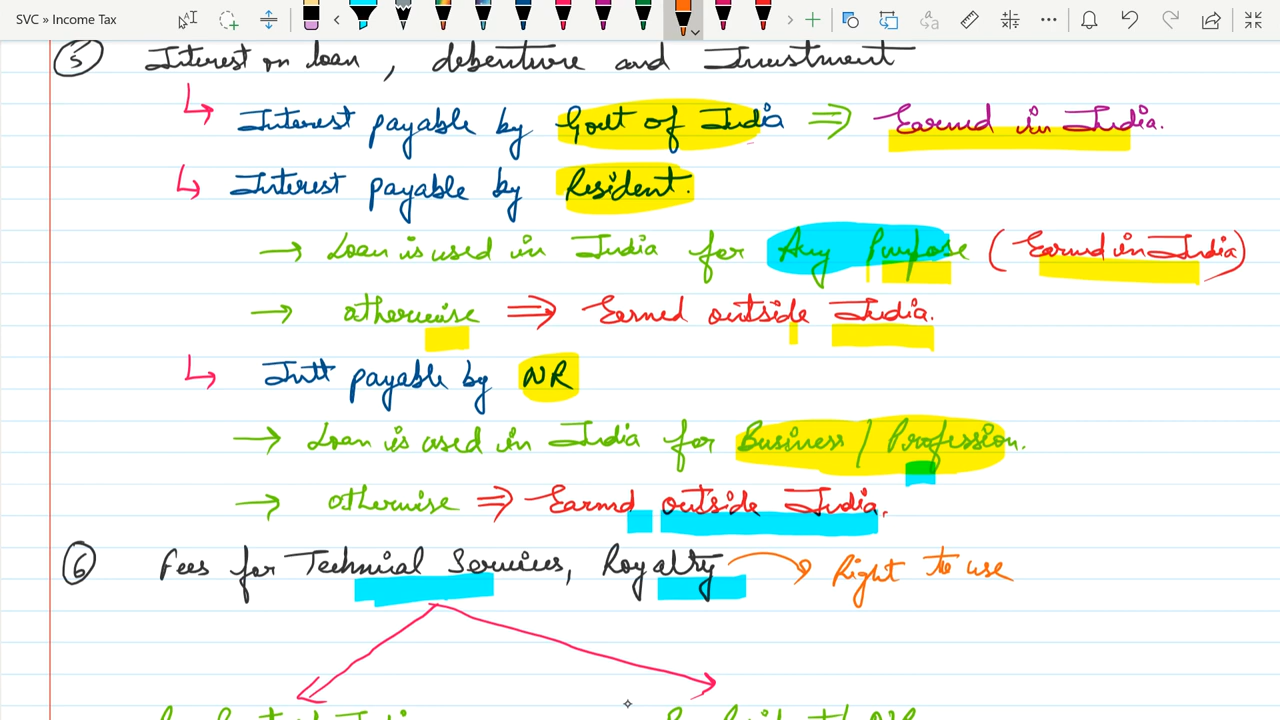 SVC » Income Tax
⑤ Interest on loan, debenture and Investment
↳ Interest payable by Govt of India ⇒ Earned in India.
↳ Interest payable by Resident.
→ Loan is used in India for Any Purpose (Earned in India)
→ otherwise ⇒ Earned outside India.
↳ Intt payable by NR
→ Loan is used in India for Business / Profession.
→ otherwise ⇒ Earned outside India.
⑥ Fees for Technical Services, Royalty → Right to use